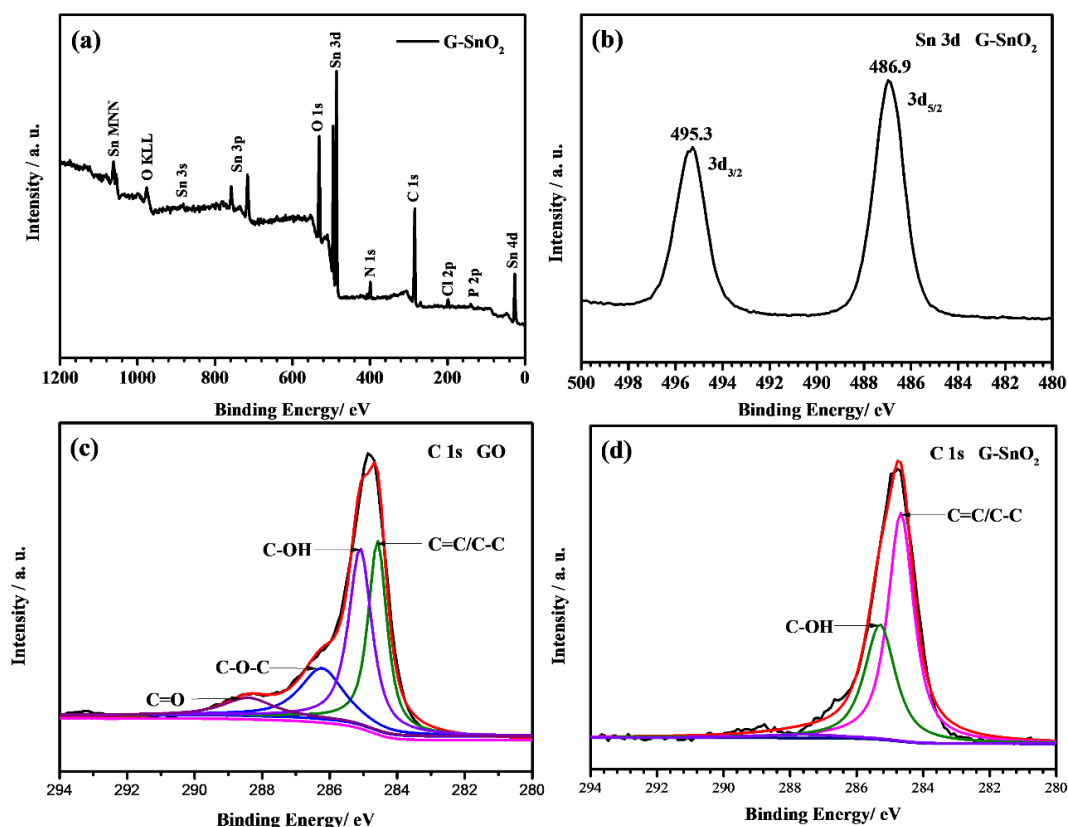 (a)
G-SnO₂
Sn MNN
O KLL
Sn 3s
Sn 3p
O 1s
Sn 3d
N 1s
C 1s
Cl 2p
P 2p
Sn 4d
Intensity / a. u.
1200 1000 800 600 400 200 0
Binding Energy/ eV
(b)
Sn 3d G-SnO₂
486.9
3d₅/₂
495.3
3d₃/₂
Intensity / a. u.
500 498 496 494 492 490 488 486 484 482 480
Binding Energy/ eV
(c)
C 1s GO
C=C/C-C
C-OH
C-O-C
C=O
Intensity / a. u.
294 292 290 288 286 284 282 280
Binding Energy/ eV
(d)
C 1s G-SnO₂
C=C/C-C
C-OH
Intensity / a. u.
294 292 290 288 286 284 282 280
Binding Energy/ eV